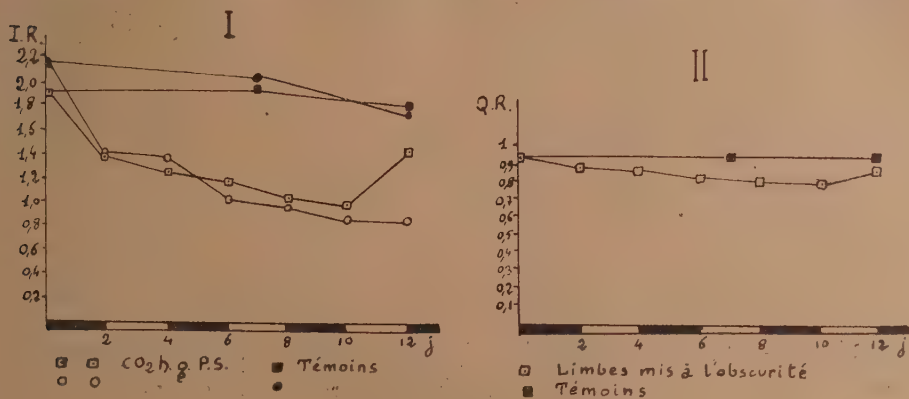 I
I.R.
2,2
2,0
1,8
1,6
1,4
1,2
1,0
0,8
0,6
0,4
0,2
2 4 6 8 10 12 j
CO2 h. g. P.S. Témoins
II
Q.R.
1
0,9
0,8
0,7
0,6
0,5
0,4
0,3
0,2
0,1
2 4 6 8 10 12 j
Limbes mis à l'obscurité
Témoins